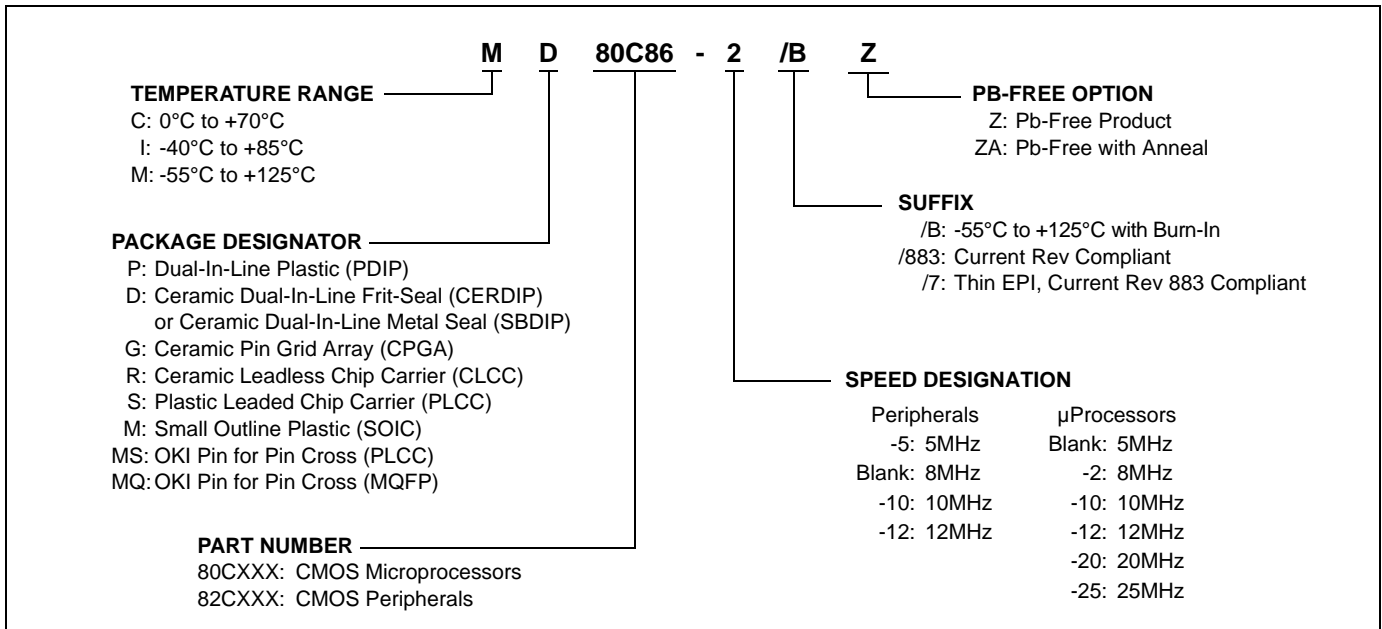 M D 80C86 - 2 /B Z
TEMPERATURE RANGE
C: 0°C to +70°C
I: -40°C to +85°C
M: -55°C to +125°C
PACKAGE DESIGNATOR
P: Dual-In-Line Plastic (PDIP)
D: Ceramic Dual-In-Line Frit-Seal (CERDIP)
or Ceramic Dual-In-Line Metal Seal (SBDIP)
G: Ceramic Pin Grid Array (CPGA)
R: Ceramic Leadless Chip Carrier (CLCC)
S: Plastic Leaded Chip Carrier (PLCC)
M: Small Outline Plastic (SOIC)
MS: OKI Pin for Pin Cross (PLCC)
MQ: OKI Pin for Pin Cross (MQFP)
PART NUMBER
80CXXX: CMOS Microprocessors
82CXXX: CMOS Peripherals
PB-FREE OPTION
Z: Pb-Free Product
ZA: Pb-Free with Anneal
SUFFIX
/B: -55°C to +125°C with Burn-In
/883: Current Rev Compliant
/7: Thin EPI, Current Rev 883 Compliant
SPEED DESIGNATION
Peripherals
-5: 5MHz
Blank: 8MHz
-10: 10MHz
-12: 12MHz
µProcessors
Blank: 5MHz
-2: 8MHz
-10: 10MHz
-12: 12MHz
-20: 20MHz
-25: 25MHz